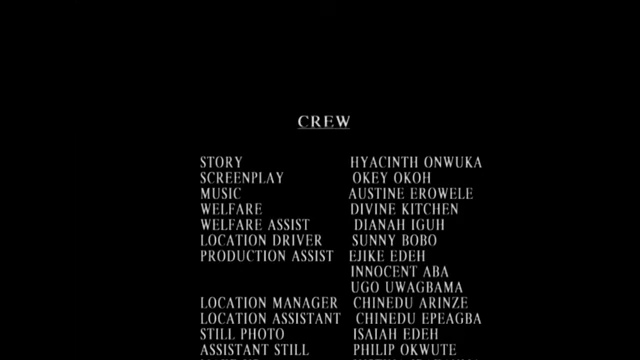 CREW
STORY HYACINTH ONWUKA
SCREENPLAY OKEY OKOH
MUSIC AUSTINE EROWELE
WELFARE DIVINE KITCHEN
WELFARE ASSIST DIANAH IGUH
LOCATION DRIVER SUNNY BOBO
PRODUCTION ASSIST EJIKE EDEH
INNOCENT ABA
UGO UWAGBAMA
LOCATION MANAGER CHINEDU ARINZE
LOCATION ASSISTANT CHINEDU EPEAGBA
STILL PHOTO ISAIAH EDEH
ASSISTANT STILL PHILIP OKWUTE